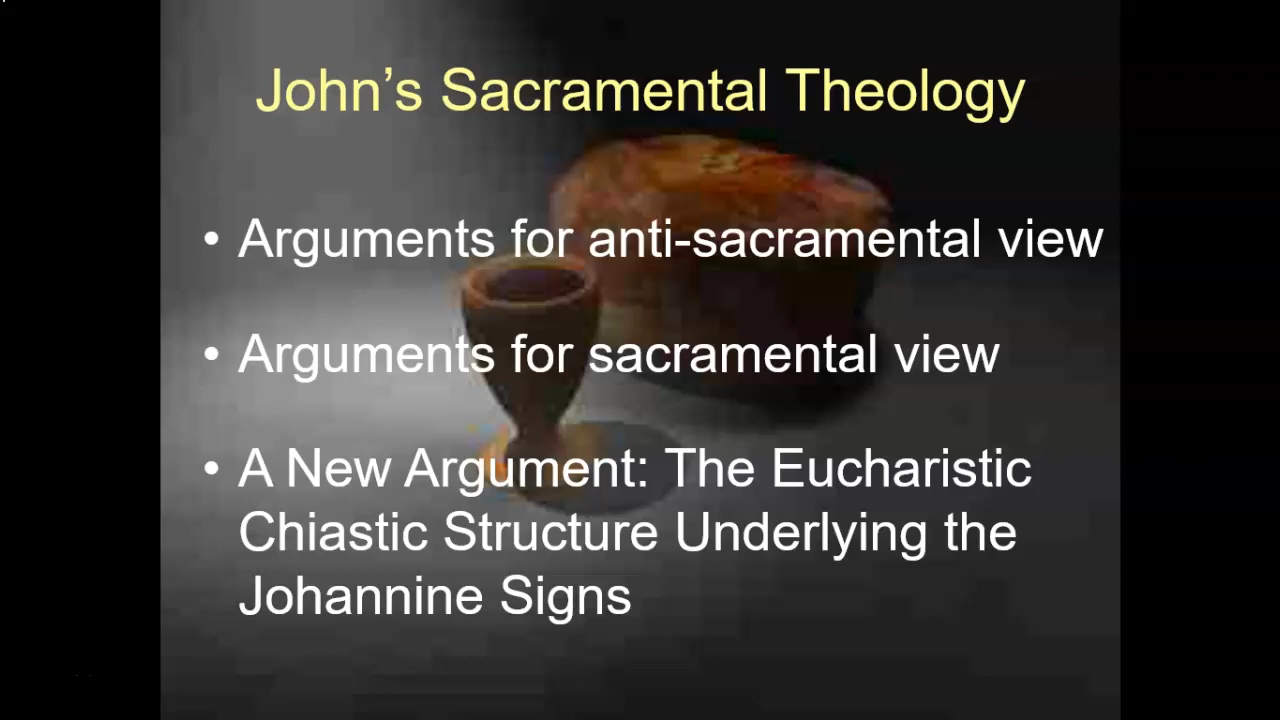 John’s Sacramental Theology
• Arguments for anti-sacramental view
• Arguments for sacramental view
• A New Argument: The Eucharistic
Chiastic Structure Underlying the
Johannine Signs